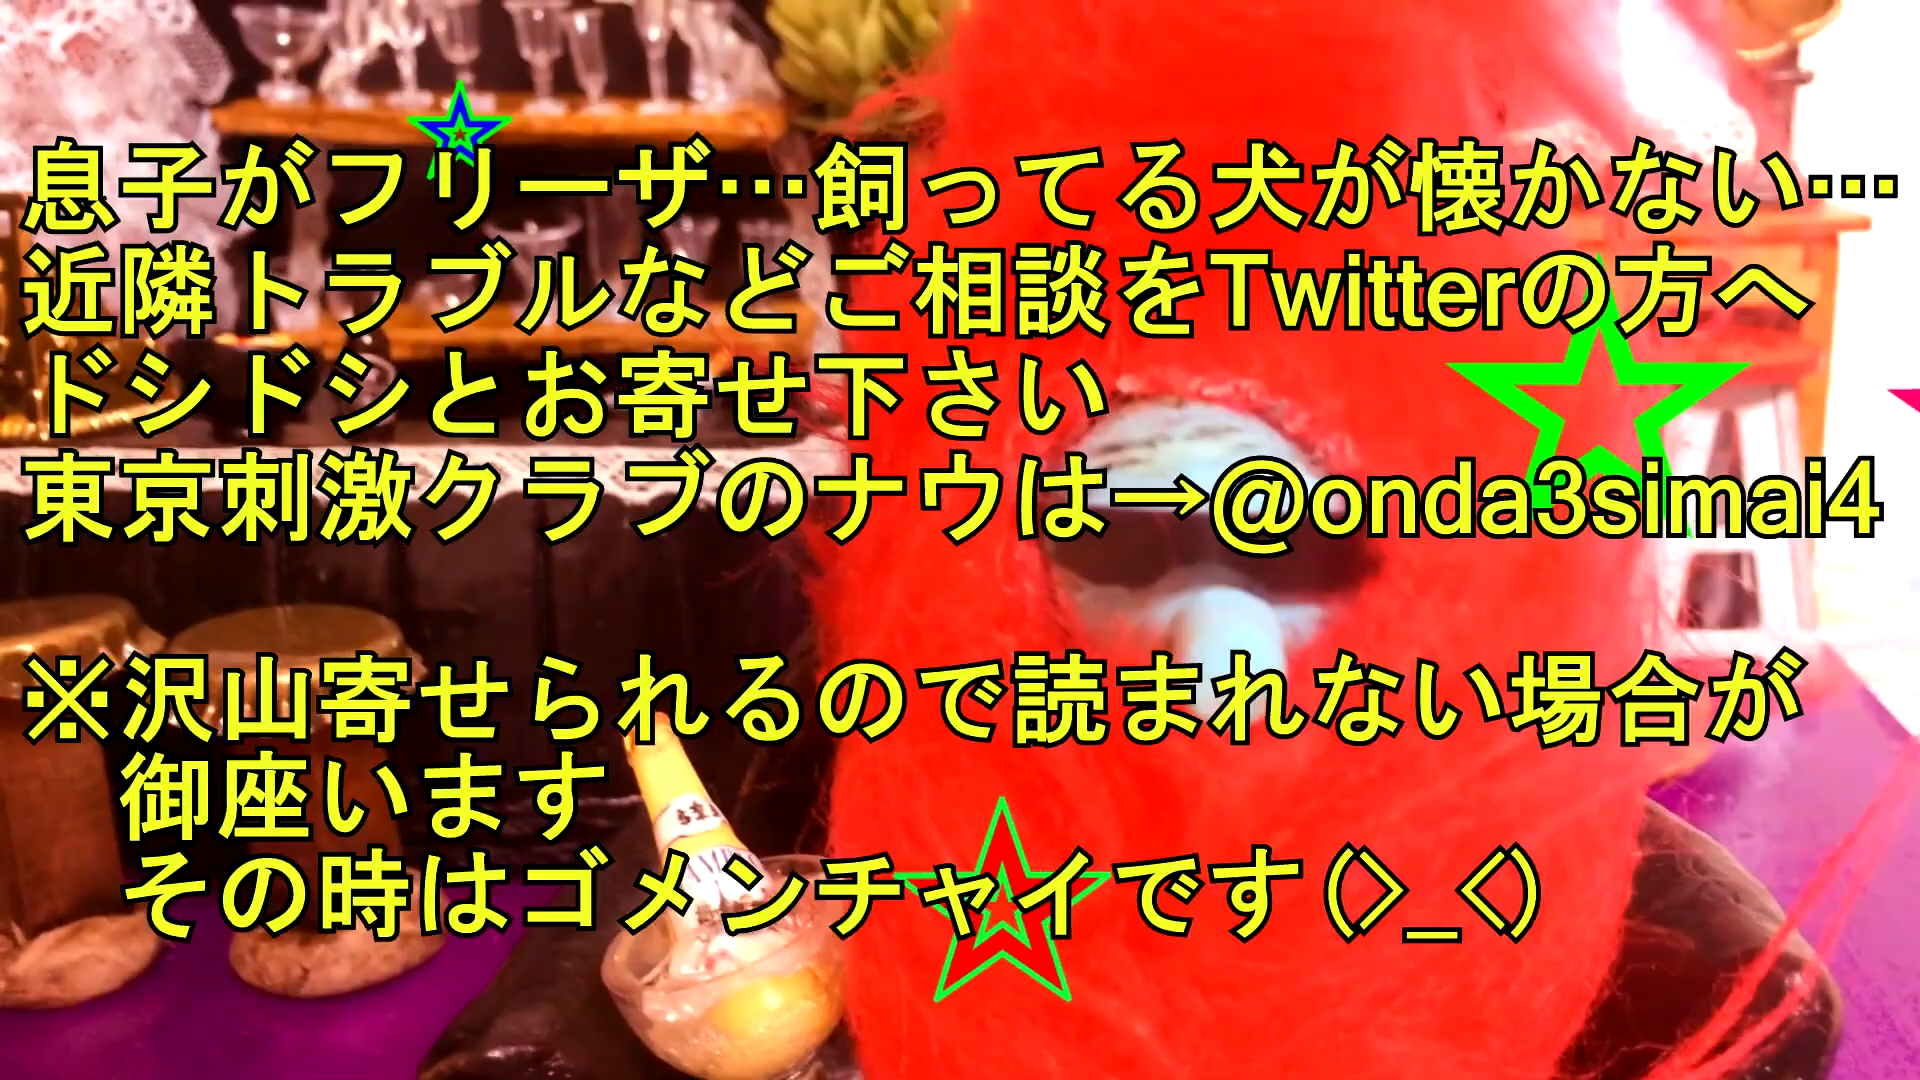 息子がフリーザ…飼ってる犬が懐かない…
近隣トラブルなどご相談をTwitterの方へ
ドシドシとお寄せ下さい
東京刺激クラブのナウは→@onda3simai4
※沢山寄せられるので読まれない場合が
御座います
その時はゴメンチャイです(>_<)